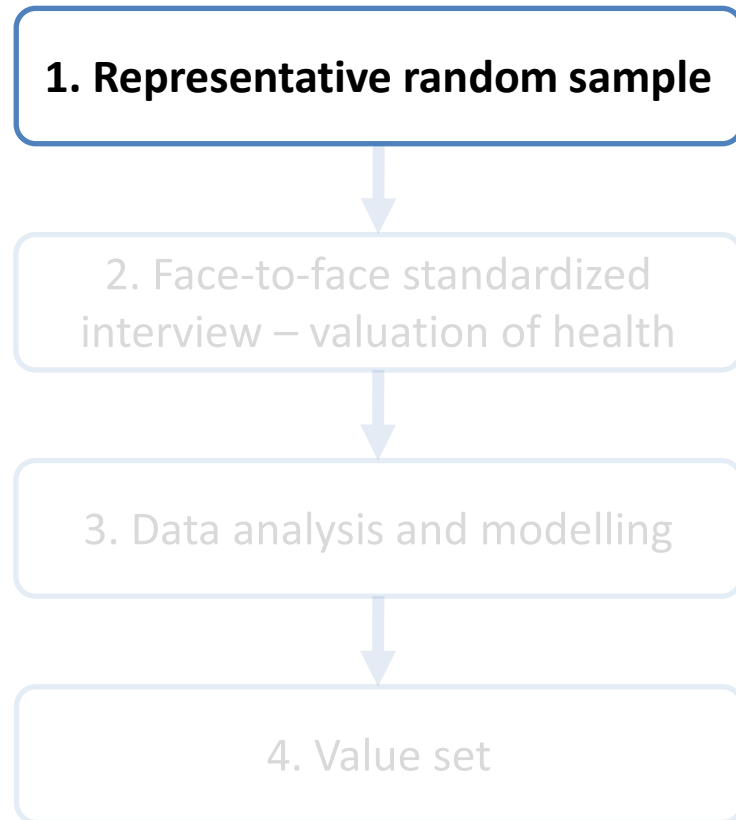 1. Representative random sample
2. Face-to-face standardized
interview – valuation of health
3. Data analysis and modelling
4. Value set